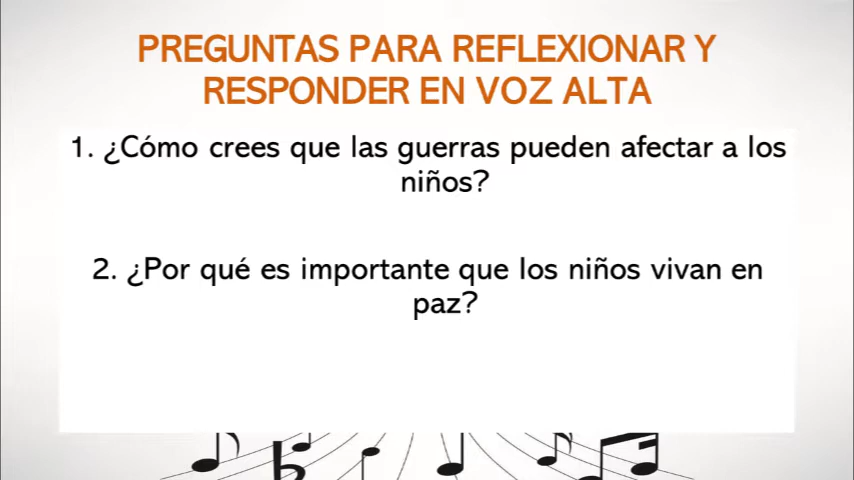 PREGUNTAS PARA REFLEXIONAR Y
RESPONDER EN VOZ ALTA
1. ¿Cómo crees que las guerras pueden afectar a los
niños?
2. ¿Por qué es importante que los niños vivan en
paz?